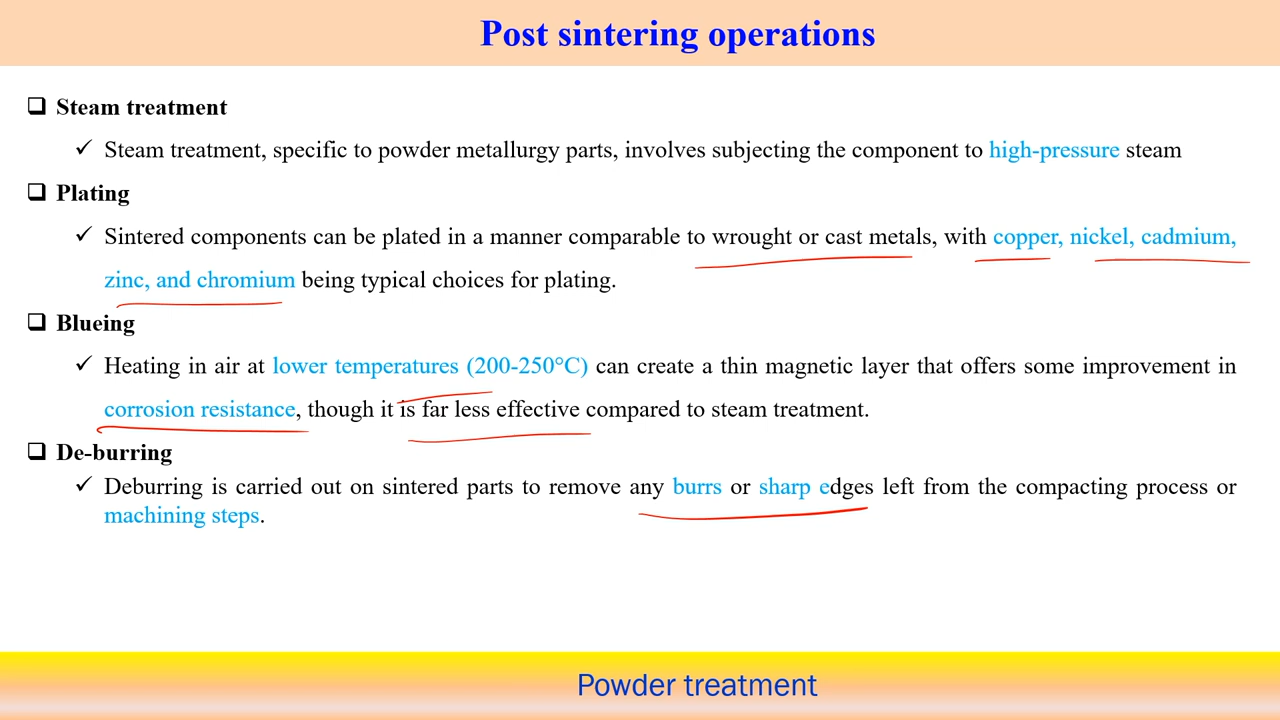 Post sintering operations
❑ Steam treatment
✓ Steam treatment, specific to powder metallurgy parts, involves subjecting the component to high-pressure steam
❑ Plating
✓ Sintered components can be plated in a manner comparable to wrought or cast metals, with copper, nickel, cadmium,
zinc, and chromium being typical choices for plating.
❑ Blueing
✓ Heating in air at lower temperatures (200-250°C) can create a thin magnetic layer that offers some improvement in
corrosion resistance, though it is far less effective compared to steam treatment.
❑ De-burring
✓ Deburring is carried out on sintered parts to remove any burrs or sharp edges left from the compacting process or
machining steps.
Powder treatment